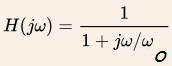 H(jω) = 1 / (1 + jω/ω_o)